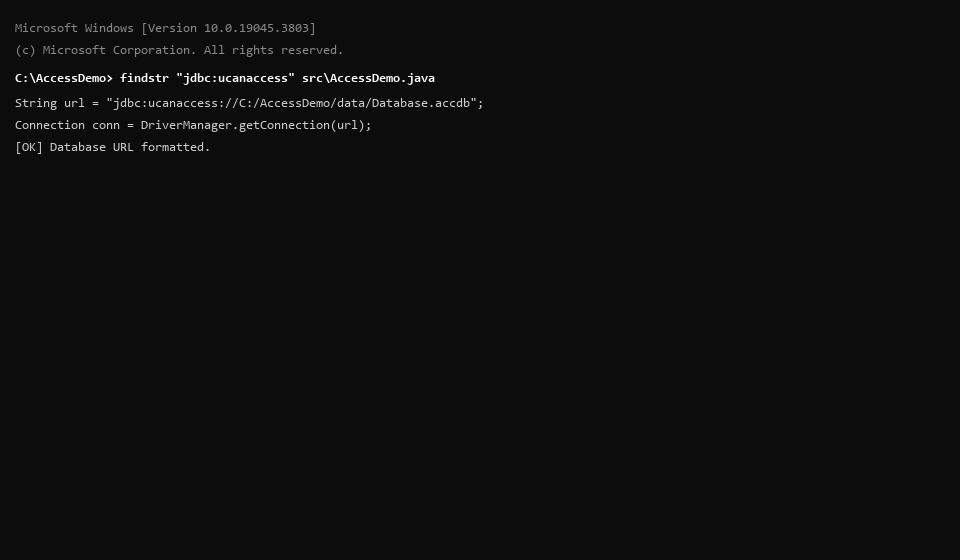 Microsoft Windows [Version 10.0.19045.3803]
(c) Microsoft Corporation. All rights reserved.
C:\AccessDemo> findstr "jdbc:ucanaccess" src\AccessDemo.java
String url = "jdbc:ucanaccess://C:/AccessDemo/data/Database.accdb";
Connection conn = DriverManager.getConnection(url);
[OK] Database URL formatted.